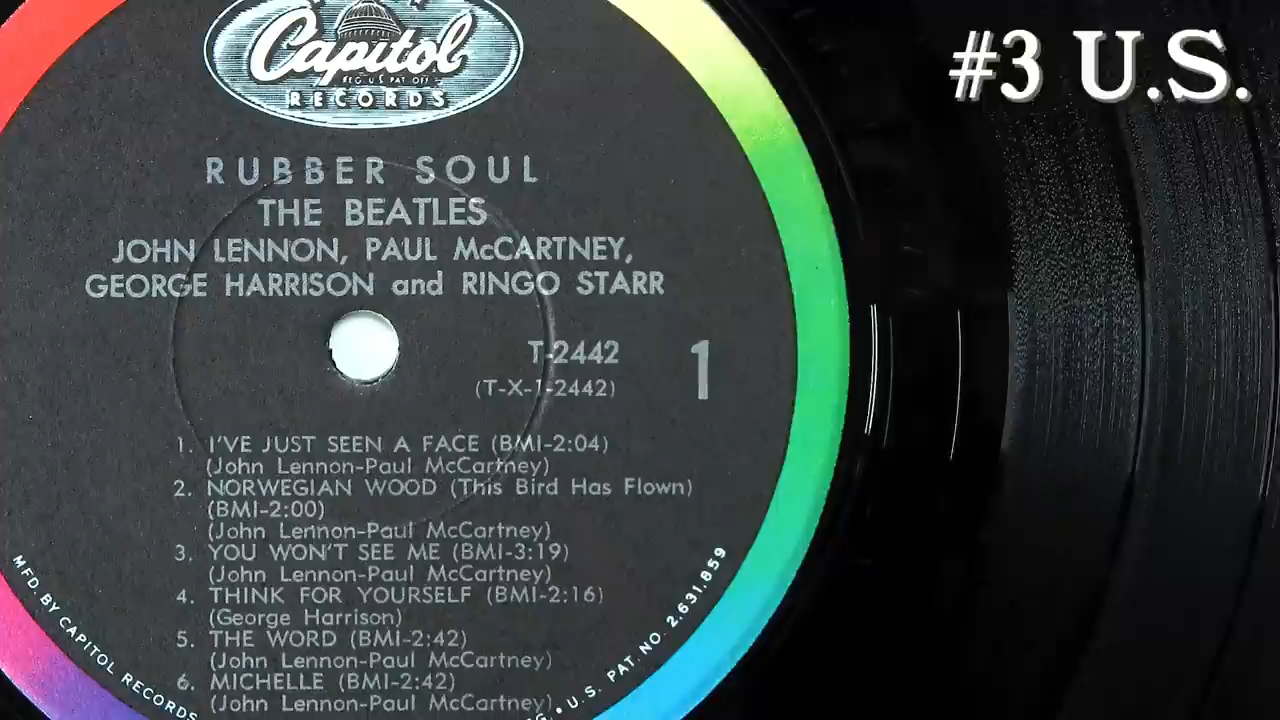 #3 U.S.
Capitol
REG U S PAT OFF
RECORDS
RUBBER SOUL
THE BEATLES
JOHN LENNON, PAUL McCARTNEY,
GEORGE HARRISON and RINGO STARR
T-2442
1
(T-X-1-2442)
1. I'VE JUST SEEN A FACE (BMI-2:04)
(John Lennon-Paul McCartney)
2. NORWEGIAN WOOD (This Bird Has Flown)
(BMI-2:00)
(John Lennon-Paul McCartney)
3. YOU WON'T SEE ME (BMI-3:19)
(John Lennon-Paul McCartney)
4. THINK FOR YOURSELF (BMI-2:16)
(George Harrison)
5. THE WORD (BMI-2:42)
(John Lennon-Paul McCartney)
6. MICHELLE (BMI-2:42)
(John Lennon-Paul McCartney)
MFD. BY CAPITOL RECORDS
U.S. PAT. NO. 2,631,859